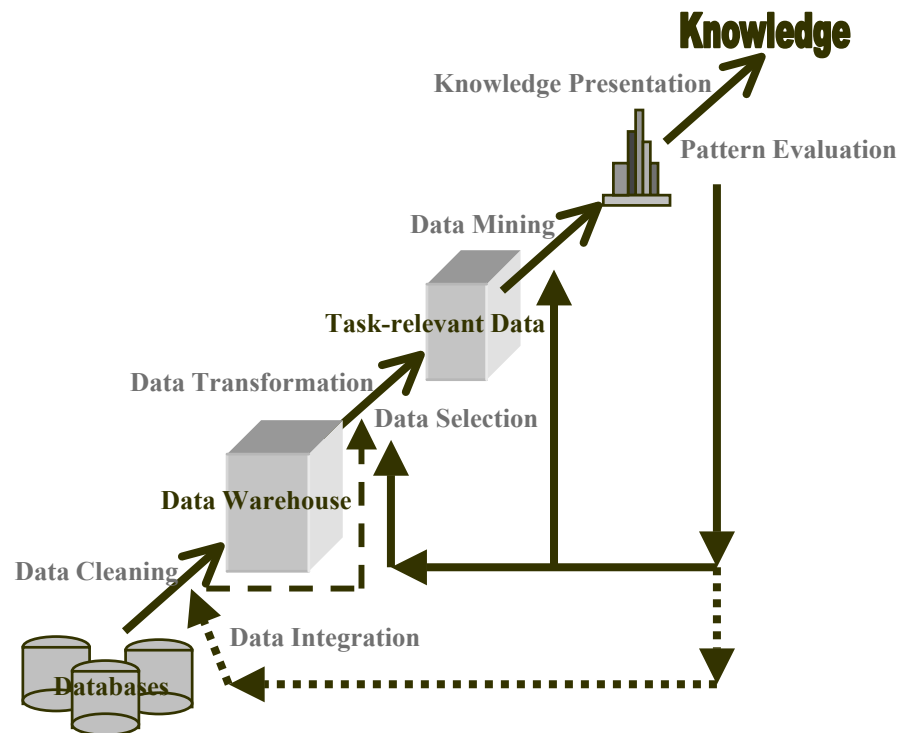 Knowledge
Knowledge Presentation
Pattern Evaluation
Data Mining
Task-relevant Data
Data Transformation
Data Selection
Data Warehouse
Data Cleaning
Data Integration
Databases